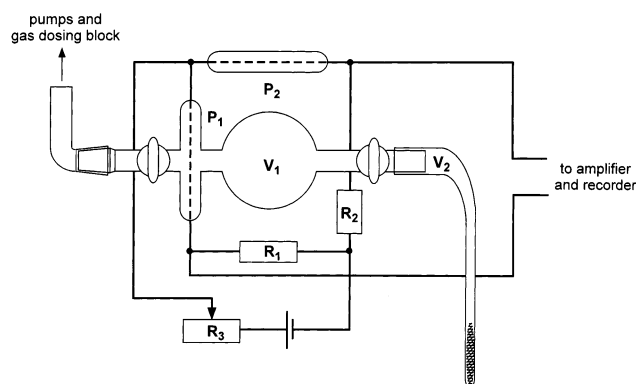 pumps and
gas dosing block
P2
P1
V1
V2
to amplifier
and recorder
R2
R1
R3